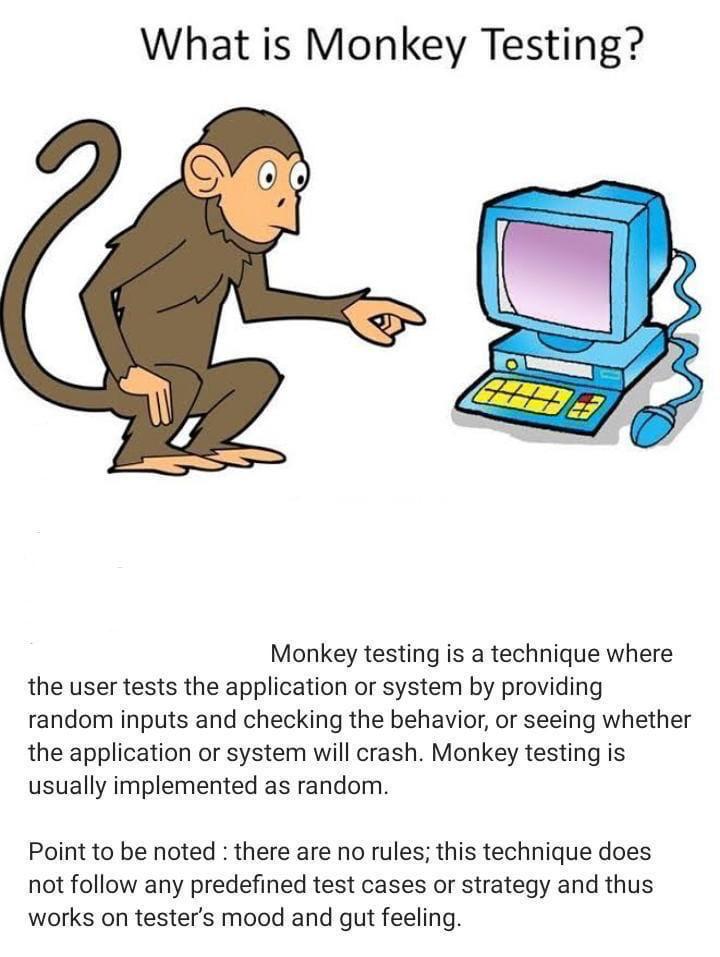 What is Monkey Testing?
Monkey testing is a technique where
the user tests the application or system by providing
random inputs and checking the behavior, or seeing whether
the application or system will crash. Monkey testing is
usually implemented as random.
Point to be noted : there are no rules; this technique does
not follow any predefined test cases or strategy and thus
works on tester’s mood and gut feeling.